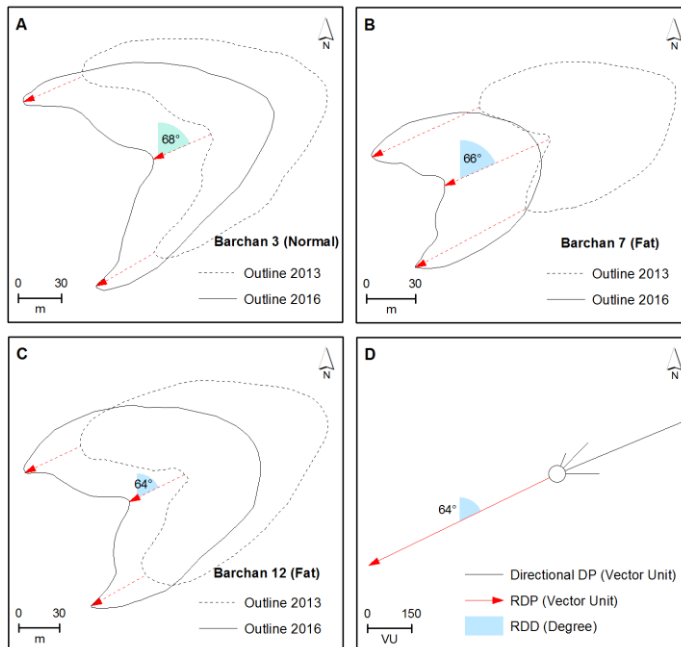 A
N
68°
Barchan 3 (Normal)
0 30
m
Outline 2013
Outline 2016
B
N
66°
Barchan 7 (Fat)
0 30
m
Outline 2013
Outline 2016
C
N
64°
Barchan 12 (Fat)
0 30
m
Outline 2013
Outline 2016
D
N
64°
0 150
VU
Directional DP (Vector Unit)
RDP (Vector Unit)
RDD (Degree)